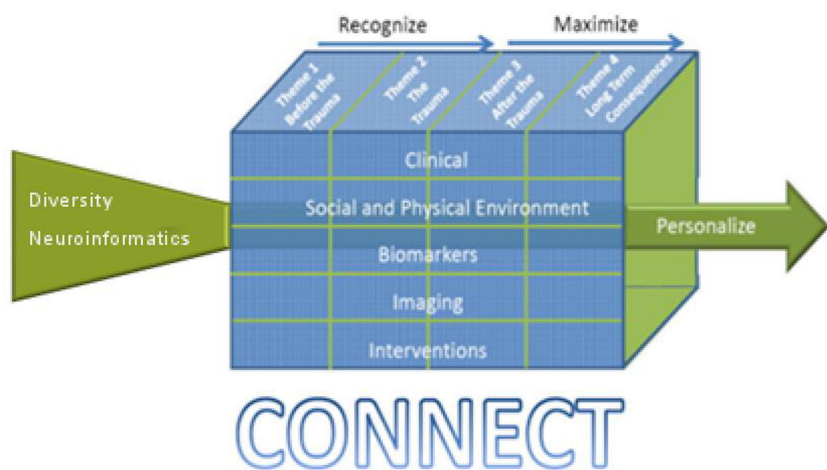 Recognize
Maximize
Theme 1
Before the
Trauma
Theme 2
The
Trauma
Theme 3
After the
Trauma
Theme 4
Long Term
Consequences
Clinical
Diversity
Neuroinformatics
Social and Physical Environment
Personalize
Biomarkers
Imaging
Interventions
CONNECT